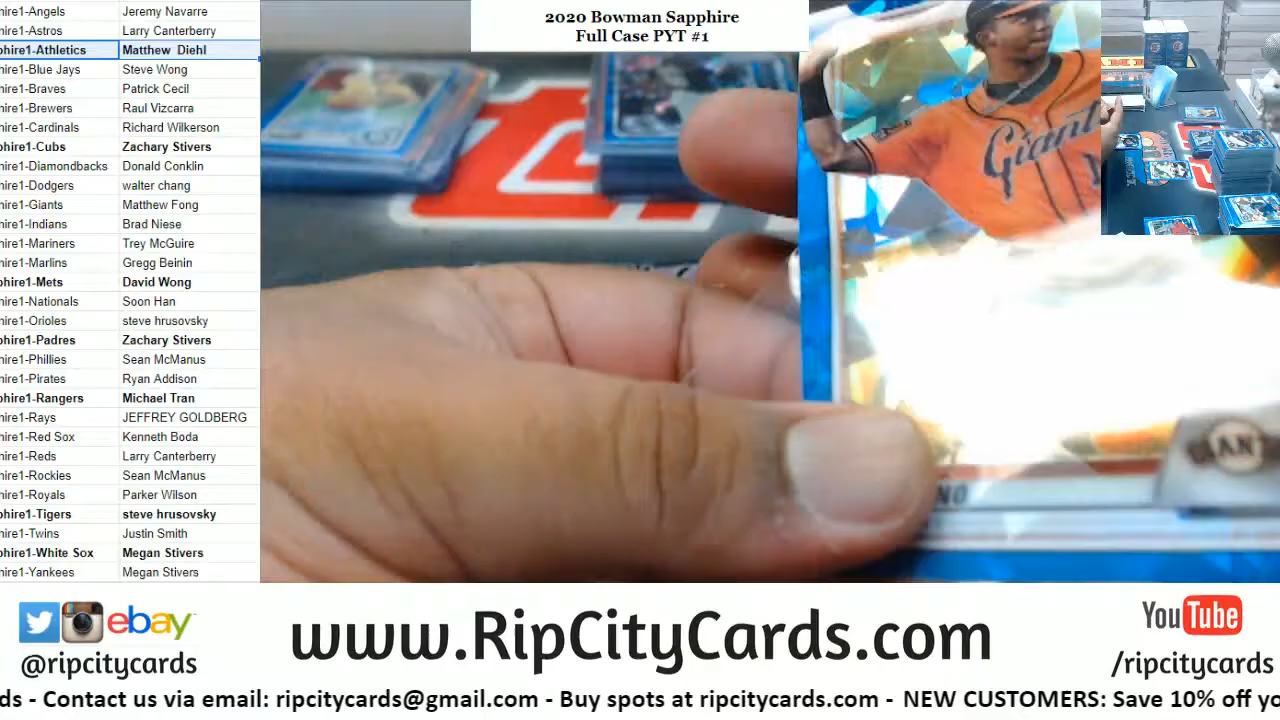 hire1-Angels Jeremy Navarre
hire1-Astros Larry Canterberry
phire1-Athletics Matthew Diehl
hire1-Blue Jays Steve Wong
hire1-Braves Patrick Cecil
hire1-Brewers Raul Vizcarra
hire1-Cardinals Richard Wilkerson
phire1-Cubs Zachary Stivers
hire1-Diamondbacks Donald Conklin
hire1-Dodgers walter chang
hire1-Giants Matthew Fong
hire1-Indians Brad Niese
hire1-Mariners Trey McGuire
hire1-Marlins Gregg Beinin
phire1-Mets David Wong
hire1-Nationals Soon Han
hire1-Orioles steve hrusovsky
phire1-Padres Zachary Stivers
hire1-Phillies Sean McManus
hire1-Pirates Ryan Addison
phire1-Rangers Michael Tran
hire1-Rays JEFFREY GOLDBERG
hire1-Red Sox Kenneth Boda
hire1-Reds Larry Canterberry
hire1-Rockies Sean McManus
hire1-Royals Parker Wilson
phire1-Tigers steve hrusovsky
hire1-Twins Justin Smith
phire1-White Sox Megan Stivers
hire1-Yankees Megan Stivers
2020 Bowman Sapphire
Full Case PYT #1
Giants
GIANT
NO
ebay
@ripcitycards
www.RipCityCards.com
YouTube
/ripcitycards
ds - Contact us via email: ripcitycards@gmail.com - Buy spots at ripcitycards.com - NEW CUSTOMERS: Save 10% off yo